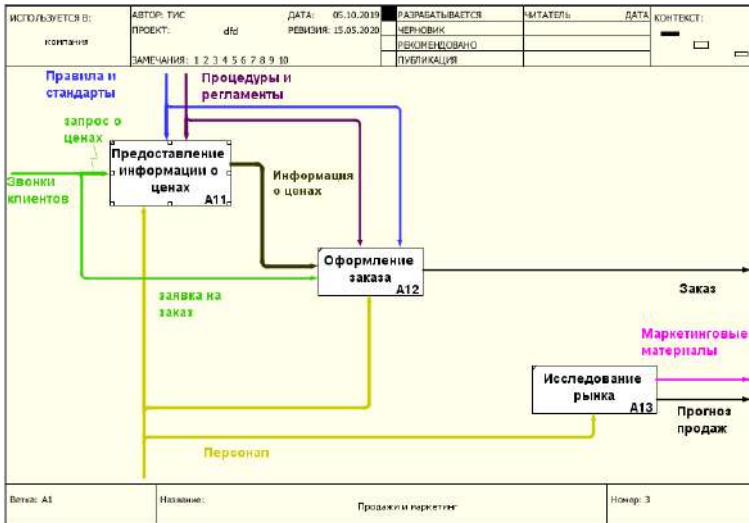 ИСПОЛЬЗУЕТСЯ В:
компания
АВТОР: ТИС
ДАТА: 05.10.2019
ПРОЕКТ: dfd
РЕВИЗИЯ: 15.05.2020
ЗАМЕЧАНИЯ: 1 2 3 4 5 6 7 8 9 10
РАЗРАБАТЫВАЕТСЯ
ЧЕРНОВИК
РЕКОМЕНДОВАНО
ПУБЛИКАЦИЯ
ЧИТАТЕЛЬ
ДАТА
КОНТЕКСТ:
Правила и
стандарты
Процедуры и
регламенты
запрос о
ценах
Предоставление
информации о
ценах
A11
Звонки
клиентов
Информация
о ценах
Оформление
заказа
A12
заявка на
заказ
Заказ
Маркетинговые
материалы
Исследование
рынка
A13
Прогноз
продаж
Персонал
Ветка: A1
Название:
Продажи и маркетинг
Номер: 3